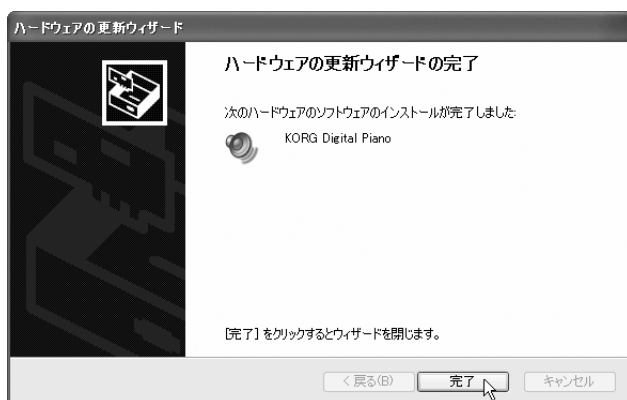 ハードウェアの更新ウィザード
ハードウェアの更新ウィザードの完了
次のハードウェアのソフトウェアのインストールが完了しました:
KORG Digital Piano
[完了] をクリックするとウィザードを閉じます。
< 戻る(B) 完了 キャンセル